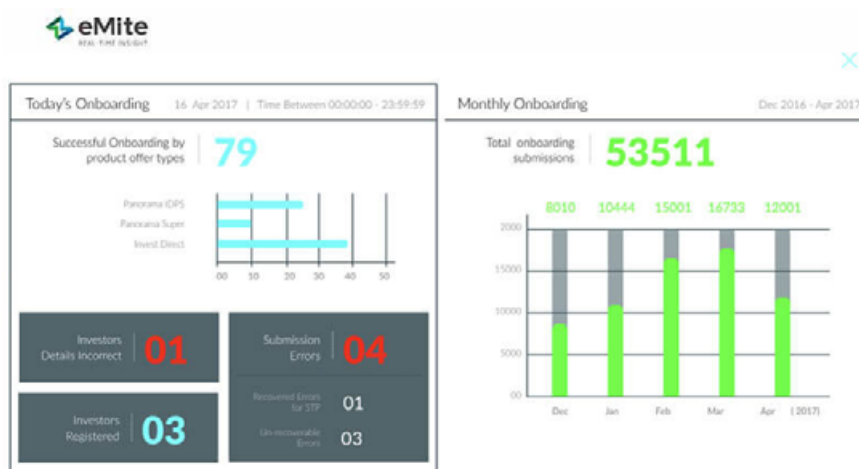 eMite
REAL-TIME INSIGHT
Today's Onboarding
16 Apr 2017 | Time Between 00:00:00 - 23:59:59
Successful Onboarding by
product offer types
79
Panorama IDPS
Panorama Super
Invest Direct
00 10 20 30 40 50
Investors
Details Incorrect
01
Investors
Registered
03
Submission
Errors
04
Recovered Errors
for STP
01
Un-recoverable
Errors
03
Monthly Onboarding
Dec 2016 - Apr 2017
Total onboarding
submissions
53511
8010 10444 15001 16733 12001
2000
15000
10000
5000
00
Dec Jan Feb Mar Apr (2017)